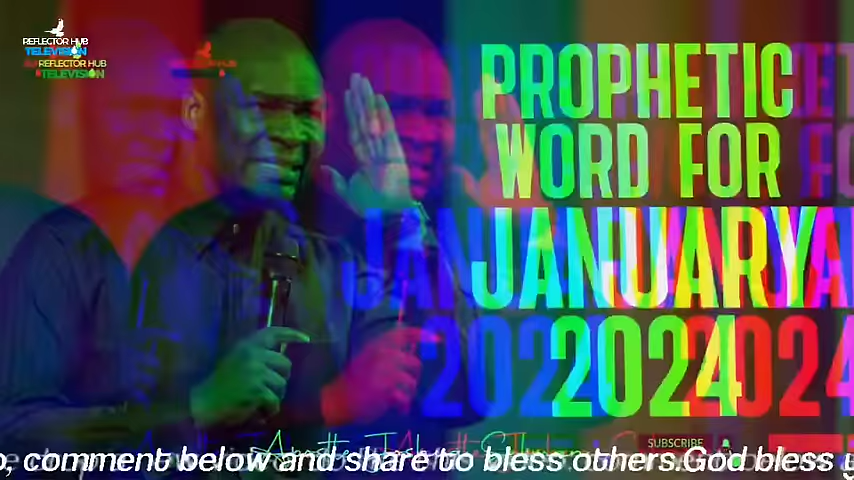 REFLECTOR HUB
TELEVISION
REFLECTOR HUB
TELEVISION
PROPHETIC
WORD FOR
JANUARY
2024
SUBSCRIBE
comment below and share to bless others.God bless